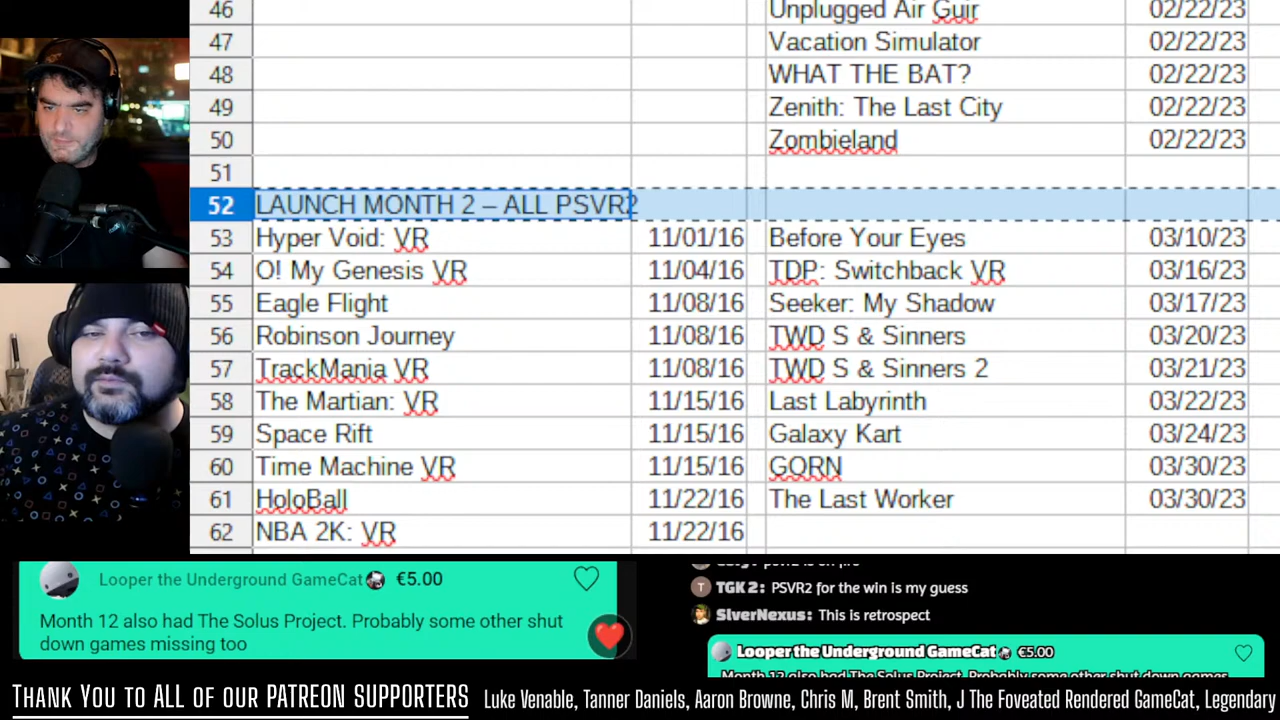 46 Unplugged Air Guir 02/22/23
47 Vacation Simulator 02/22/23
48 WHAT THE BAT? 02/22/23
49 Zenith: The Last City 02/22/23
50 Zombieland 02/22/23
51
52 LAUNCH MONTH 2 – ALL PSVR2
53 Hyper Void: VR 11/01/16 Before Your Eyes 03/10/23
54 O! My Genesis VR 11/04/16 TDP: Switchback VR 03/16/23
55 Eagle Flight 11/08/16 Seeker: My Shadow 03/17/23
56 Robinson Journey 11/08/16 TWD S & Sinners 03/20/23
57 TrackMania VR 11/08/16 TWD S & Sinners 2 03/21/23
58 The Martian: VR 11/15/16 Last Labyrinth 03/22/23
59 Space Rift 11/15/16 Galaxy Kart 03/24/23
60 Time Machine VR 11/15/16 GORN 03/30/23
61 HoloBall 11/22/16 The Last Worker 03/30/23
62 NBA 2K: VR 11/22/16
Looper the Underground GameCat €5.00
Month 12 also had The Solus Project. Probably some other shut
down games missing too
TGK 2: PSVR2 for the win is my guess
SlverNexus: This is retrospect
Looper the Underground GameCat €5.00
Month 12 also had The Solus Project. Probably some other shut
THANK YOU TO ALL OF OUR PATREON SUPPORTERS Luke Venable, Tanner Daniels, Aaron Browne, Chris M, Brent Smith, J The Foveated Rendered GameCat, Legendary